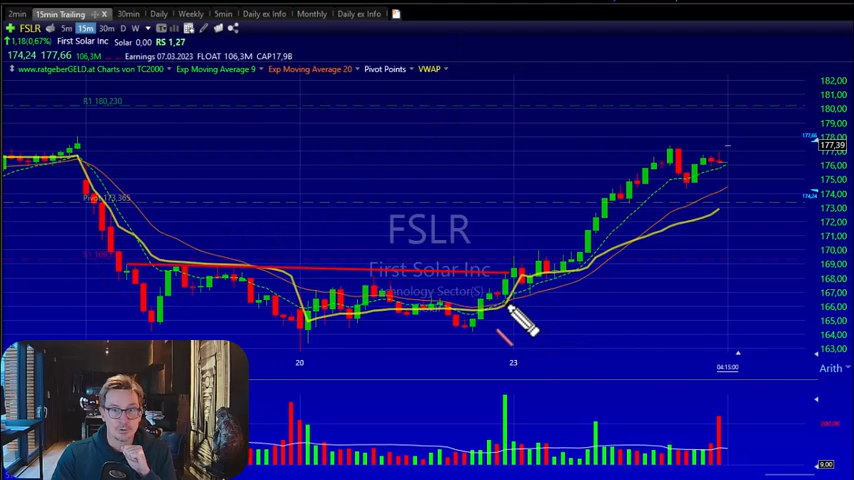 2min 15min Trailing 30min Daily Weekly 5min Daily ex Info Monthly Daily ex Info
FSLR 5m 15m 30m D W
1,18(0,67%) First Solar Inc Solar 0,00 RS 1,27
174,24 177,66 106,3M Earnings 07.03.2023 FLOAT 106,3M CAP17,9B
www.ratgeberGELD.at Charts von TC2000 Exp Moving Average 9 Exp Moving Average 20 Pivot Points VWAP
182,00
181,00
R1 180,230
180,00
179,00
178,00
177,66
177,39
176,00
175,00
174,24
174,00
Pivot 173,365
173,00
172,00
171,00
170,00
169,00
168,00
167,00
166,00
165,00
164,00
163,00
FSLR
First Solar Inc
Technology Sector(S)
20 23 04:15:00
Arith
9,00